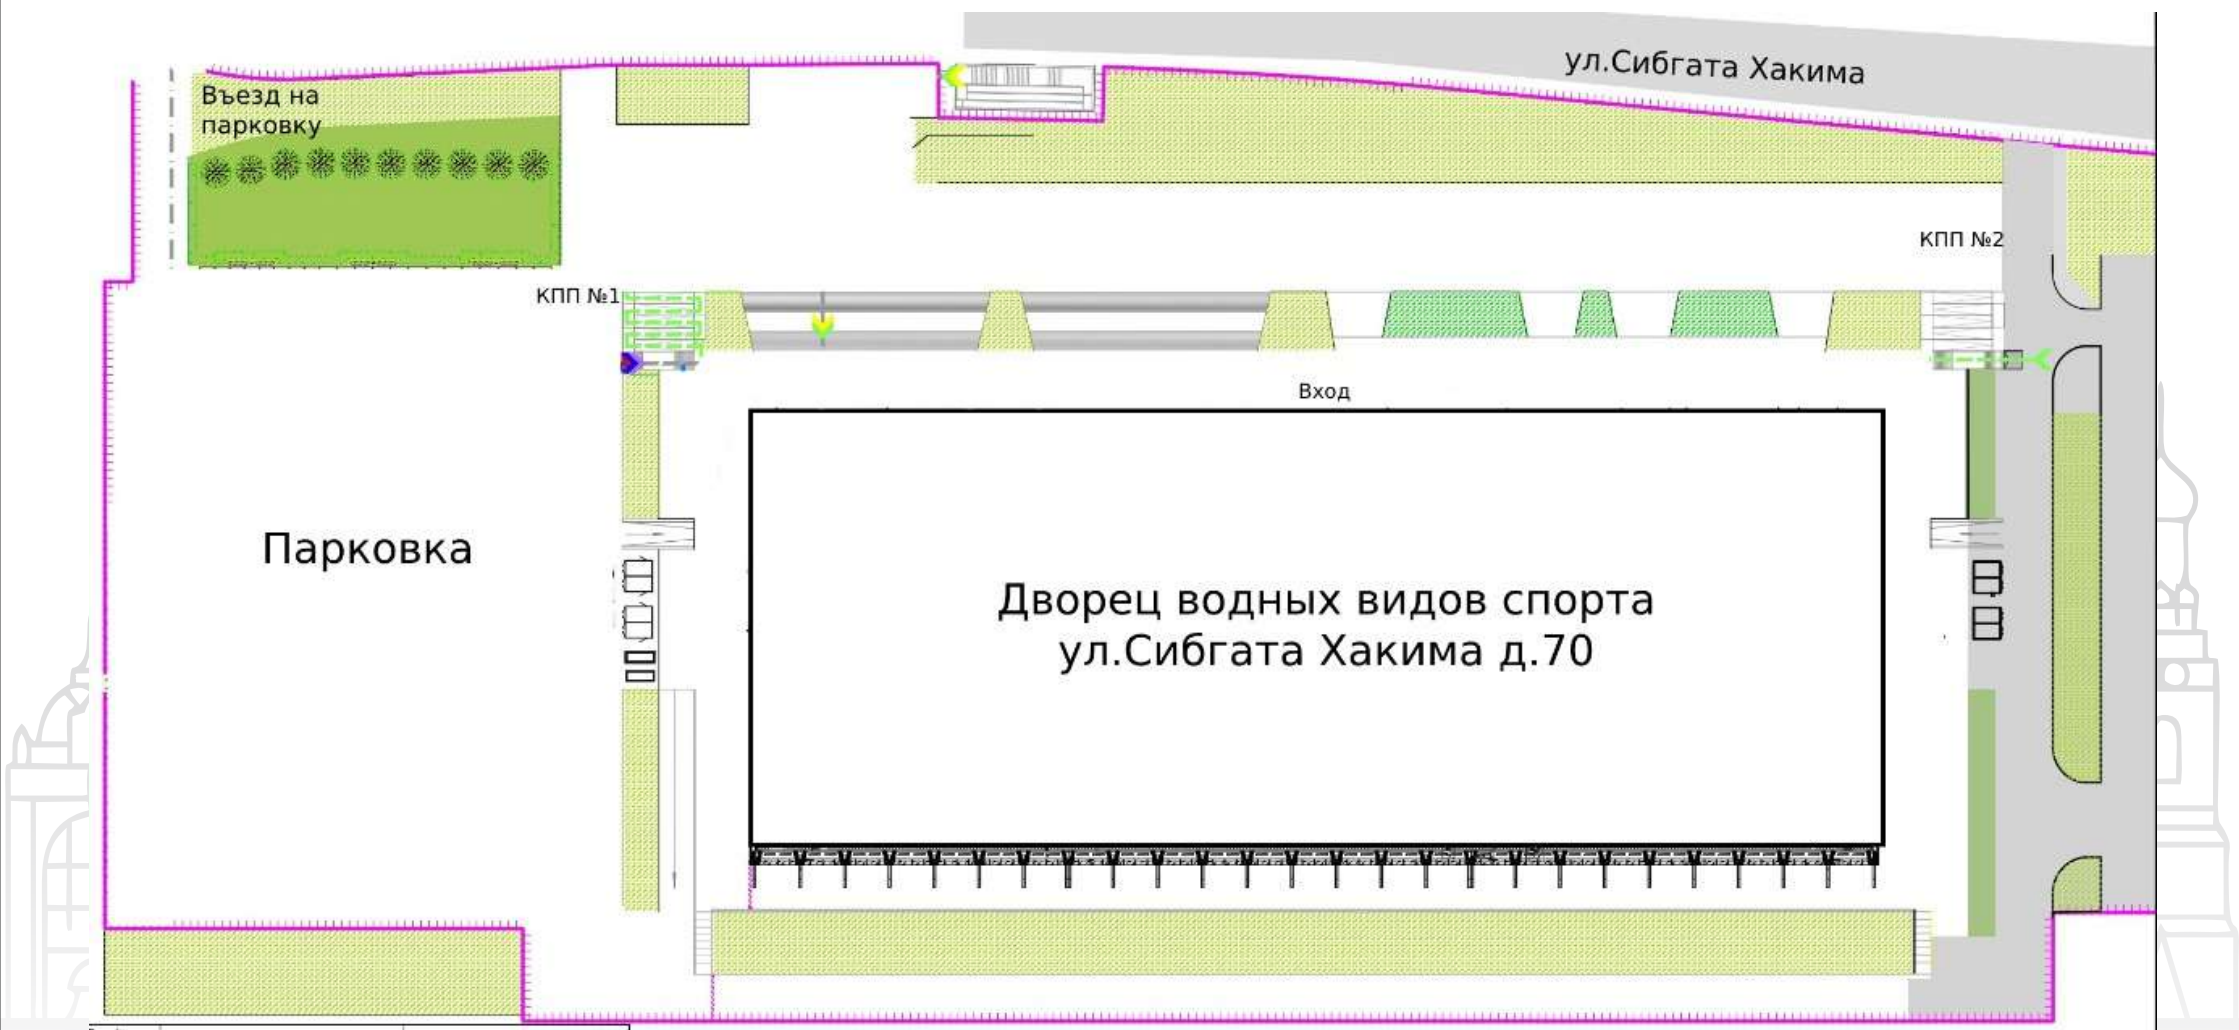 ул.Сибгата Хакима
Въезд на
парковку
КПП №2
КПП №1
Вход
Парковка
Дворец водных видов спорта
ул.Сибгата Хакима д.70